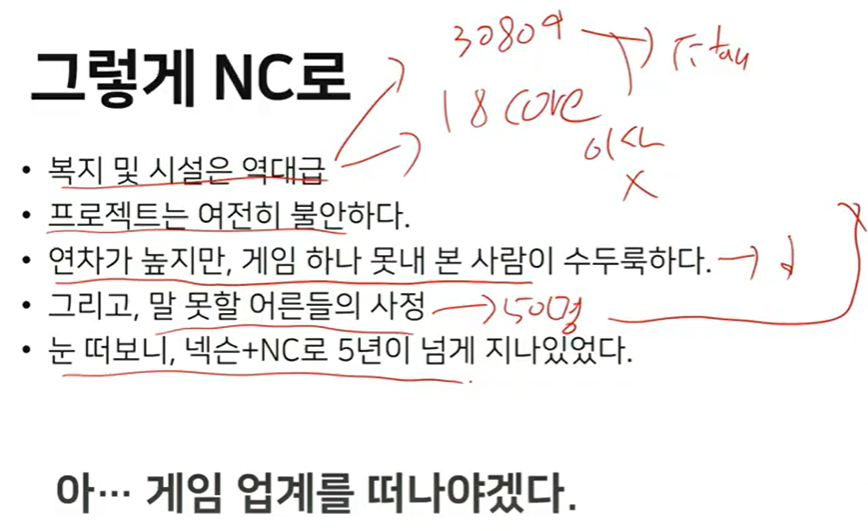 그렇게 NC로
3080
Titan
18 core
• 복지 및 시설은 역대급
X
• 프로젝트는 여전히 불안하다.
• 연차가 높지만, 게임 하나 못내 본 사람이 수두룩하다.
• 그리고, 말 못할 어른들의 사정 → 50명
• 눈 떠보니, 넥슨+NC로 5년이 넘게 지나있었다.
아… 게임 업계를 떠나야겠다.